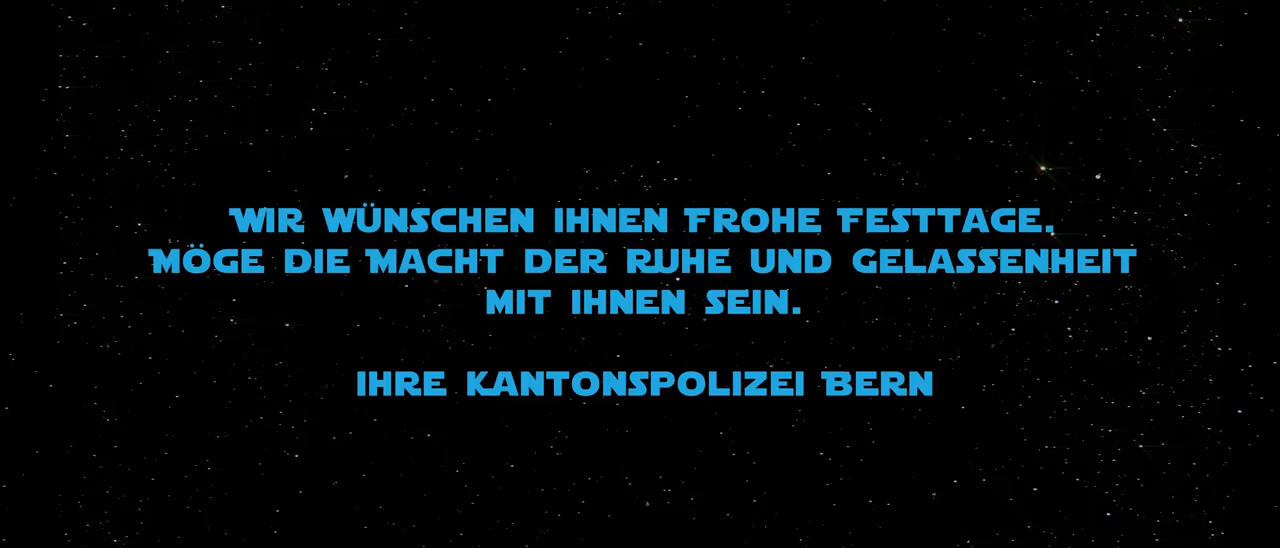 Wir wünschen Ihnen Frohe Festtage.
Möge die Macht der Ruhe und Gelassenheit
mit Ihnen sein.
Ihre Kantonspolizei Bern